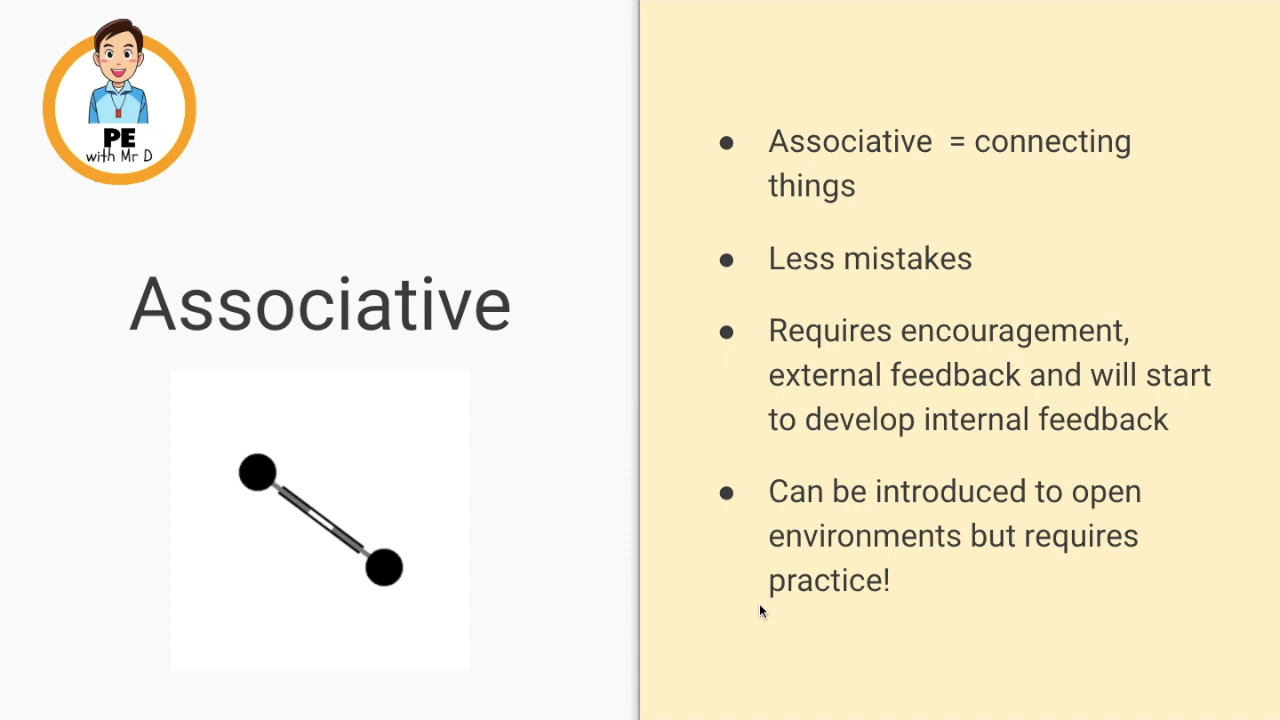 PE
with Mr D
Associative
● Associative = connecting
things
● Less mistakes
● Requires encouragement,
external feedback and will start
to develop internal feedback
● Can be introduced to open
environments but requires
practice!